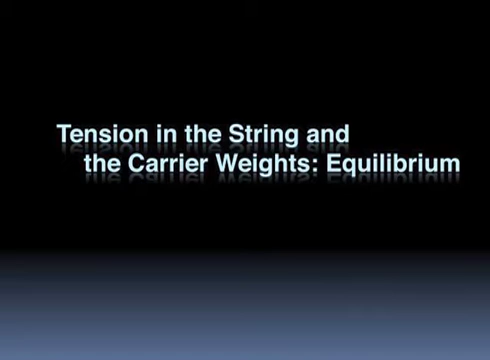 Tension in the String and
the Carrier Weights: Equilibrium